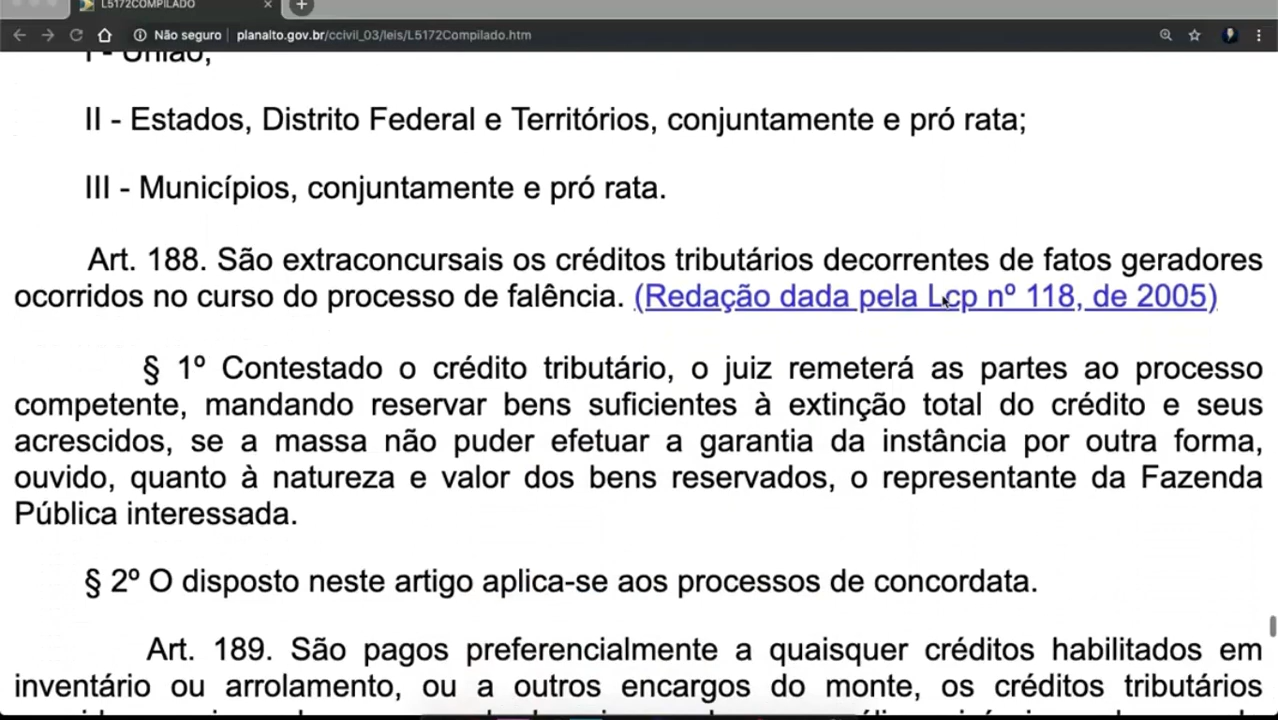 L5172COMPILADO
Não seguro
planalto.gov.br/ccivil_03/leis/L5172Compilado.htm
I - União;
II - Estados, Distrito Federal e Territórios, conjuntamente e pró rata;
III - Municípios, conjuntamente e pró rata.
Art. 188. São extraconcursais os créditos tributários decorrentes de fatos geradores
ocorridos no curso do processo de falência. (Redação dada pela Lcp nº 118, de 2005)
§ 1º Contestado o crédito tributário, o juiz remeterá as partes ao processo
competente, mandando reservar bens suficientes à extinção total do crédito e seus
acrescidos, se a massa não puder efetuar a garantia da instância por outra forma,
ouvido, quanto à natureza e valor dos bens reservados, o representante da Fazenda
Pública interessada.
§ 2º O disposto neste artigo aplica-se aos processos de concordata.
Art. 189. São pagos preferencialmente a quaisquer créditos habilitados em
inventário ou arrolamento, ou a outros encargos do monte, os créditos tributários